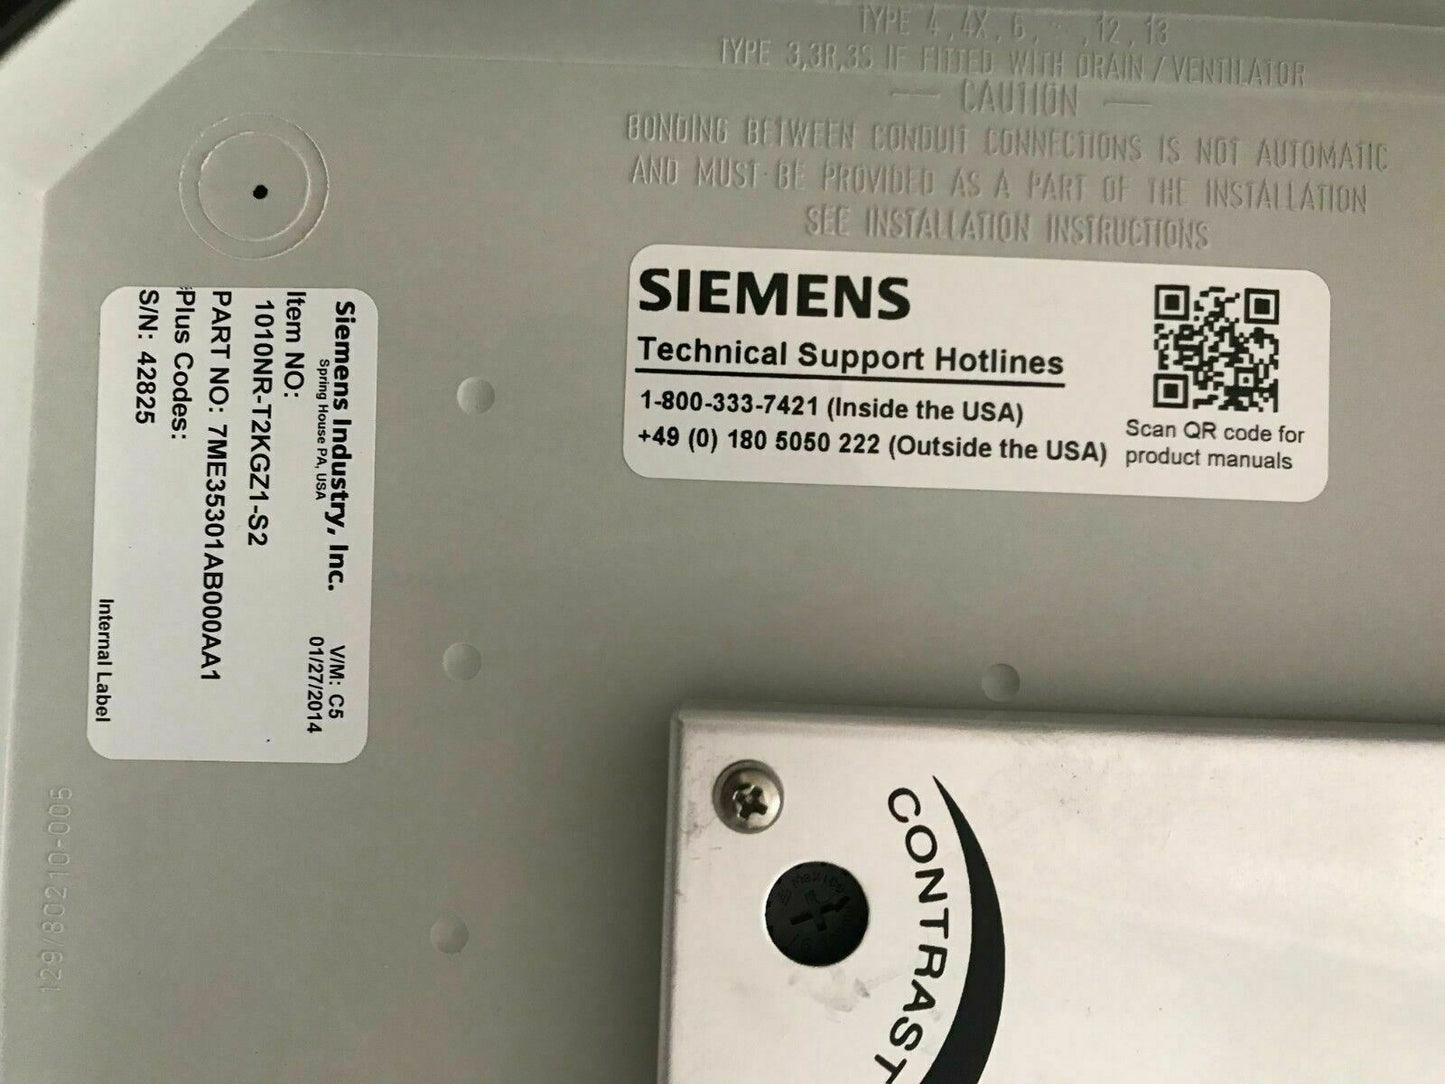 TYPE 4, 4X, 6, , 12, 13
TYPE 3,3R,3S IF FITTED WITH DRAIN / VENTILATOR
— CAUTION —
BONDING BETWEEN CONDUIT CONNECTIONS IS NOT AUTOMATIC
AND MUST BE PROVIDED AS A PART OF THE INSTALLATION
SEE INSTALLATION INSTRUCTIONS
SIEMENS
Technical Support Hotlines
1-800-333-7421 (Inside the USA)
+49 (0) 180 5050 222 (Outside the USA)
Scan QR code for
product manuals
Siemens Industry, Inc. V/M: C5
Spring House PA, USA 01/27/2014
Item NO:
1010NR-T2KGZ1-S2
PART NO: 7ME35301AB000AA1
Plus Codes:
S/N: 42825
Internal Label
129/80210-005
CONTRAST